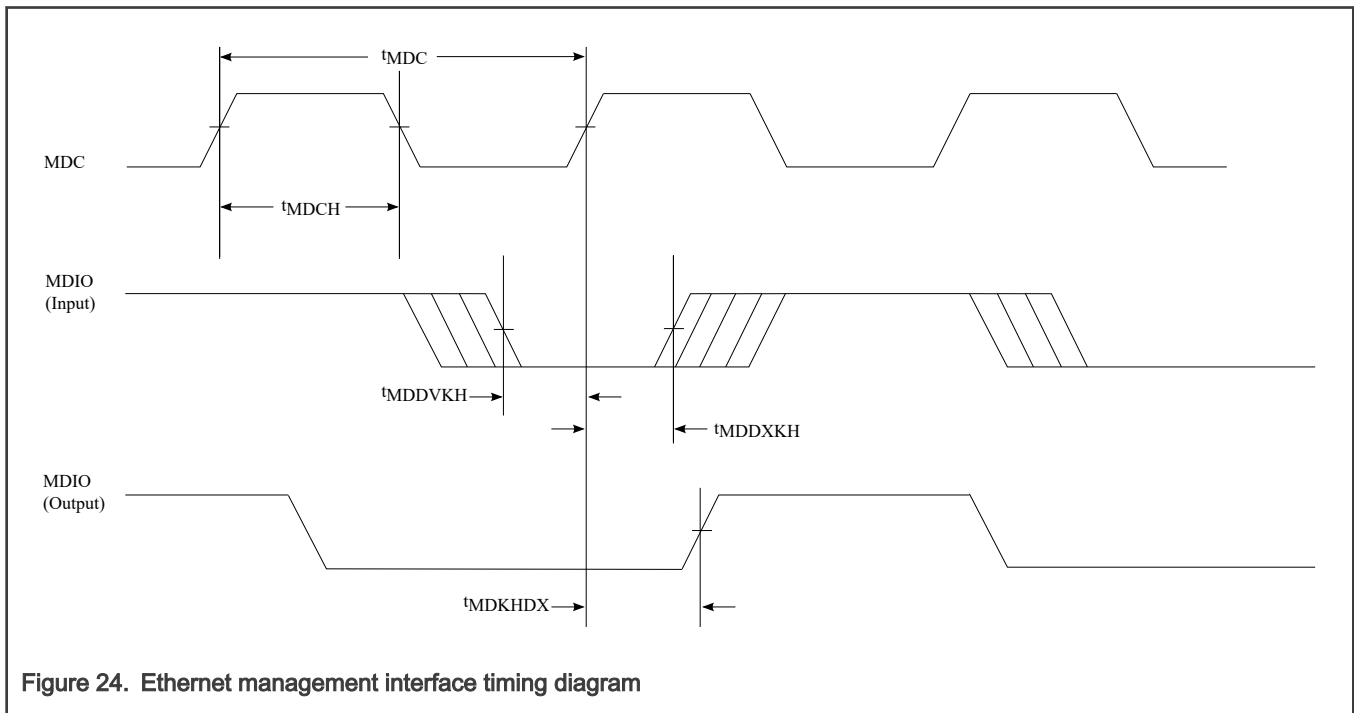 tMDC
MDC
tMDCH
MDIO
(Input)
tMDDVKH
tMDDXKH
MDIO
(Output)
tMDKHDX
Figure 24. Ethernet management interface timing diagram